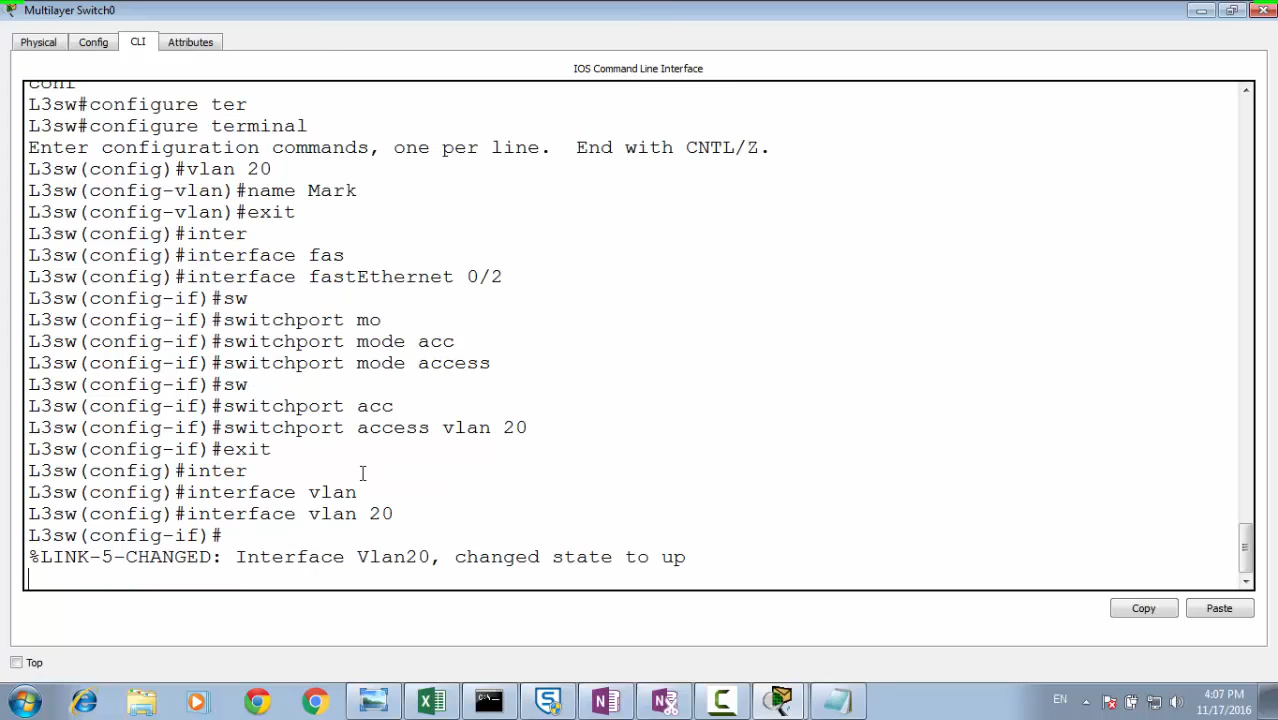 Multilayer Switch0
Physical
Config
CLI
Attributes
IOS Command Line Interface
conf
L3sw#configure ter
L3sw#configure terminal
Enter configuration commands, one per line. End with CNTL/Z.
L3sw(config)#vlan 20
L3sw(config-vlan)#name Mark
L3sw(config-vlan)#exit
L3sw(config)#inter
L3sw(config)#interface fas
L3sw(config)#interface fastEthernet 0/2
L3sw(config-if)#sw
L3sw(config-if)#switchport mo
L3sw(config-if)#switchport mode acc
L3sw(config-if)#switchport mode access
L3sw(config-if)#sw
L3sw(config-if)#switchport acc
L3sw(config-if)#switchport access vlan 20
L3sw(config-if)#exit
L3sw(config)#inter
L3sw(config)#interface vlan
L3sw(config)#interface vlan 20
L3sw(config-if)#
%LINK-5-CHANGED: Interface Vlan20, changed state to up
Copy
Paste
Top
EN
4:07 PM
11/17/2016